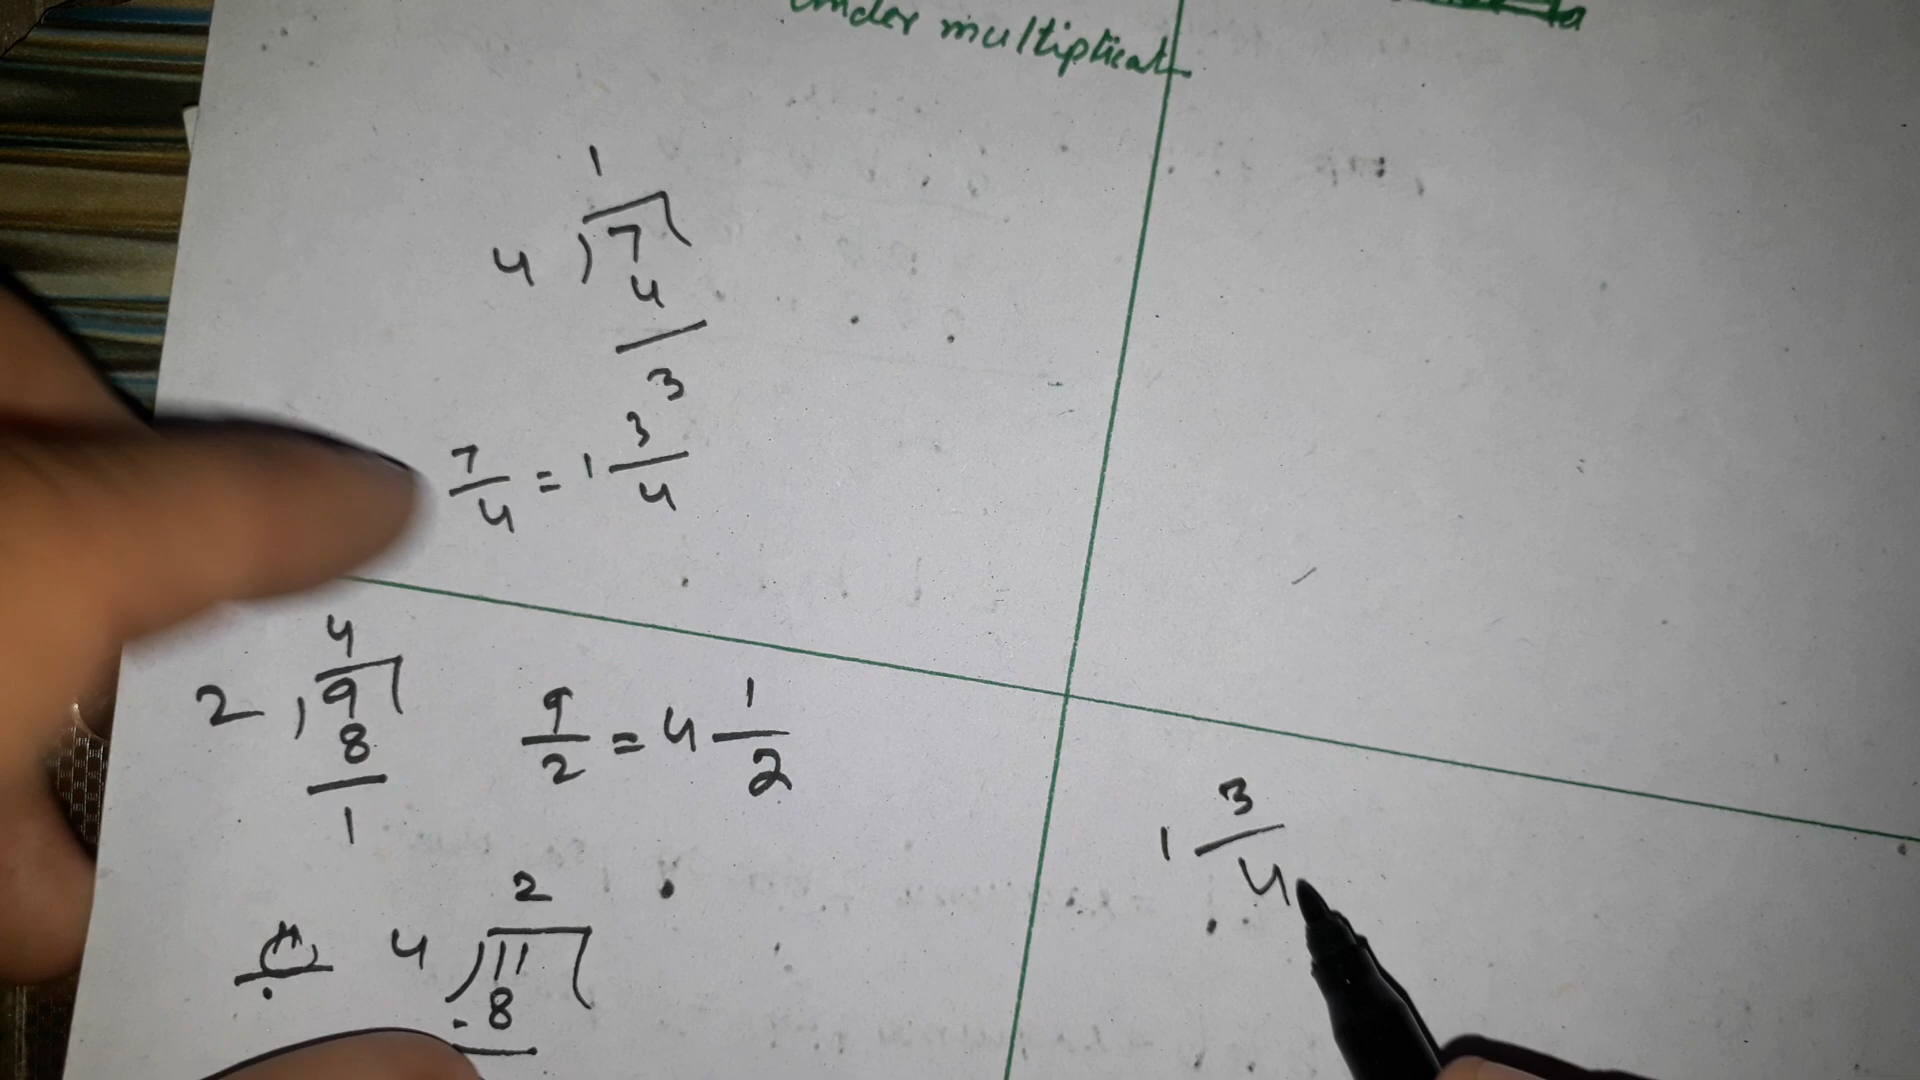 under multiplicat
1
4 ) 7
4
3
7/4 = 1 3/4
4
2 ) 9
8
1
9/2 = 4 1/2
2
4 ) 11
- 8
1 3/4